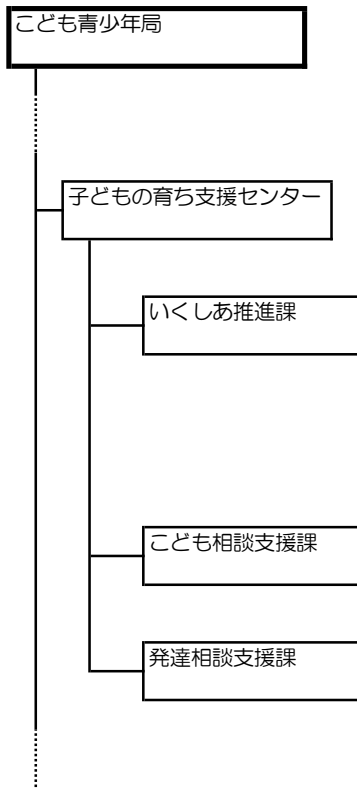 こども青少年局
子どもの育ち支援センター
いくしあ推進課
こども相談支援課
発達相談支援課